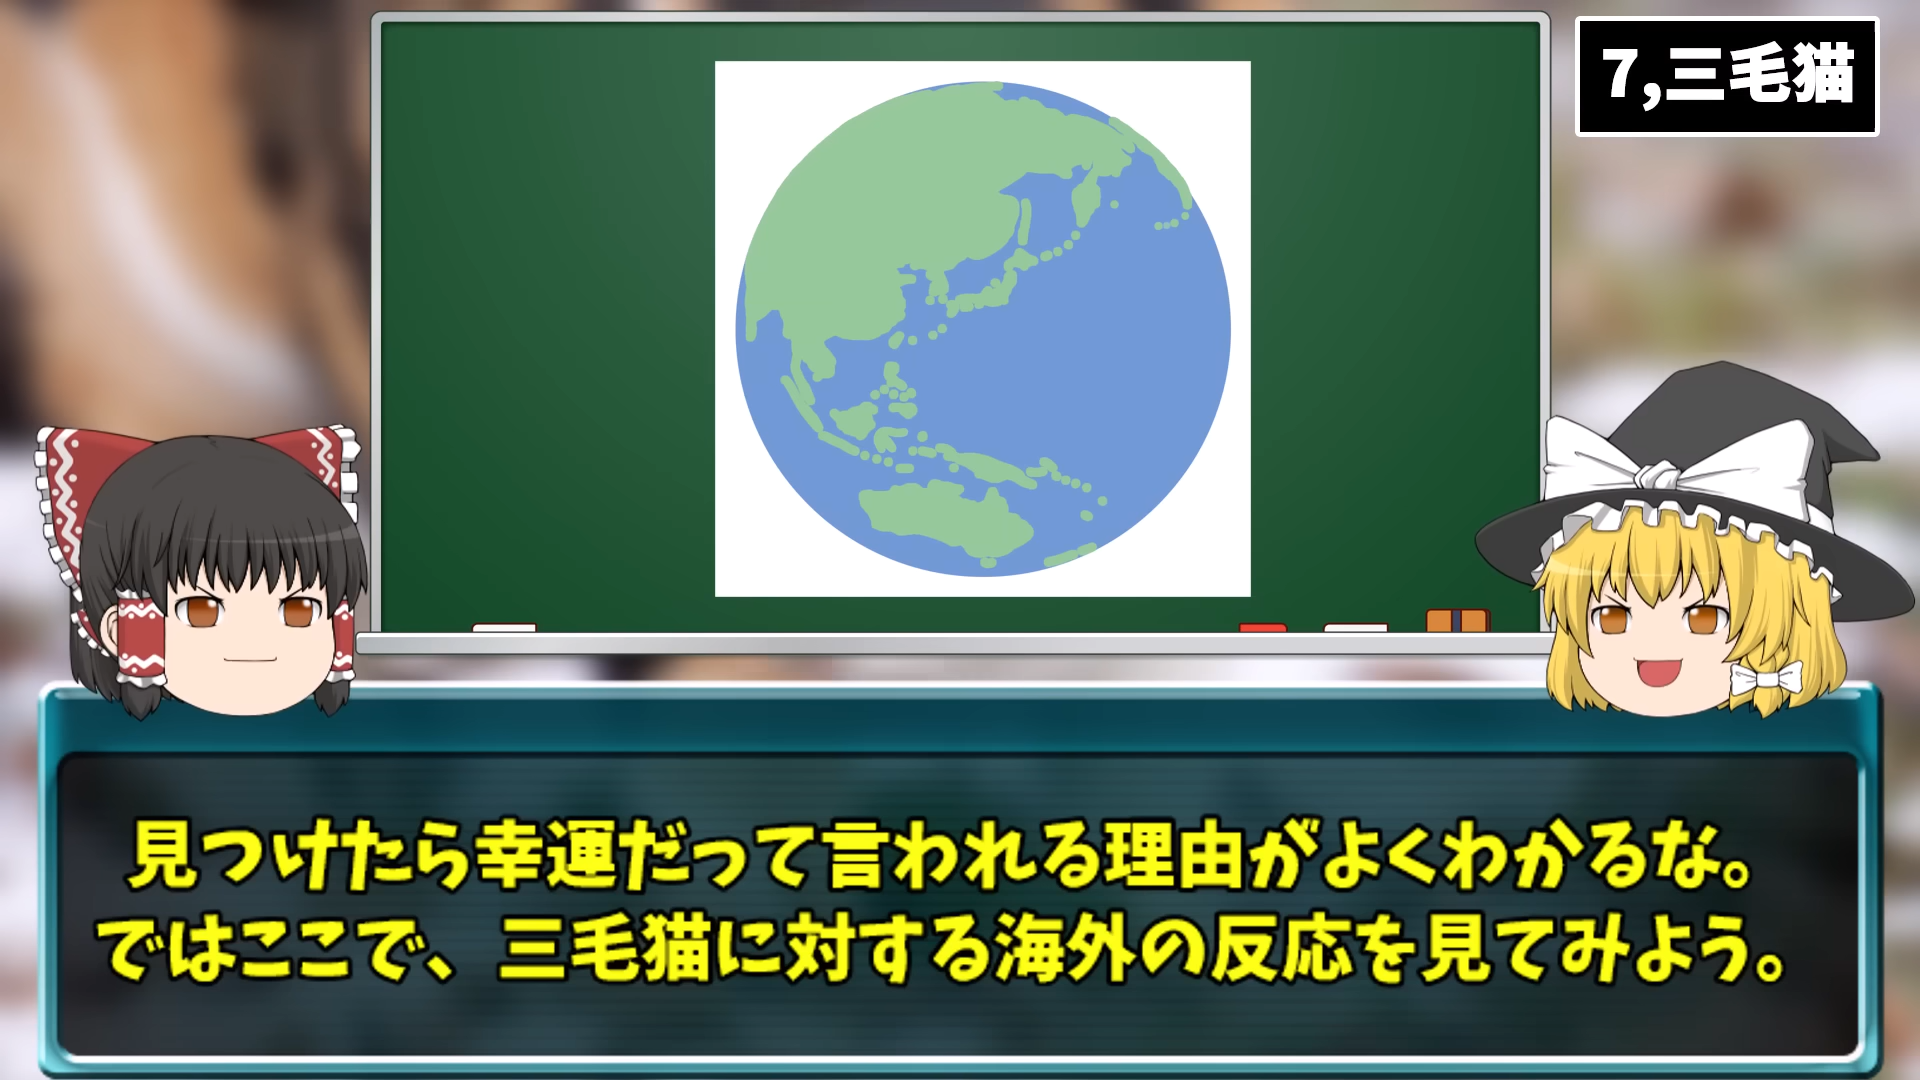 7,三毛猫
見つけたら幸運だって言われる理由がよくわかるな。
ではここで、三毛猫に対する海外の反応を見てみよう。